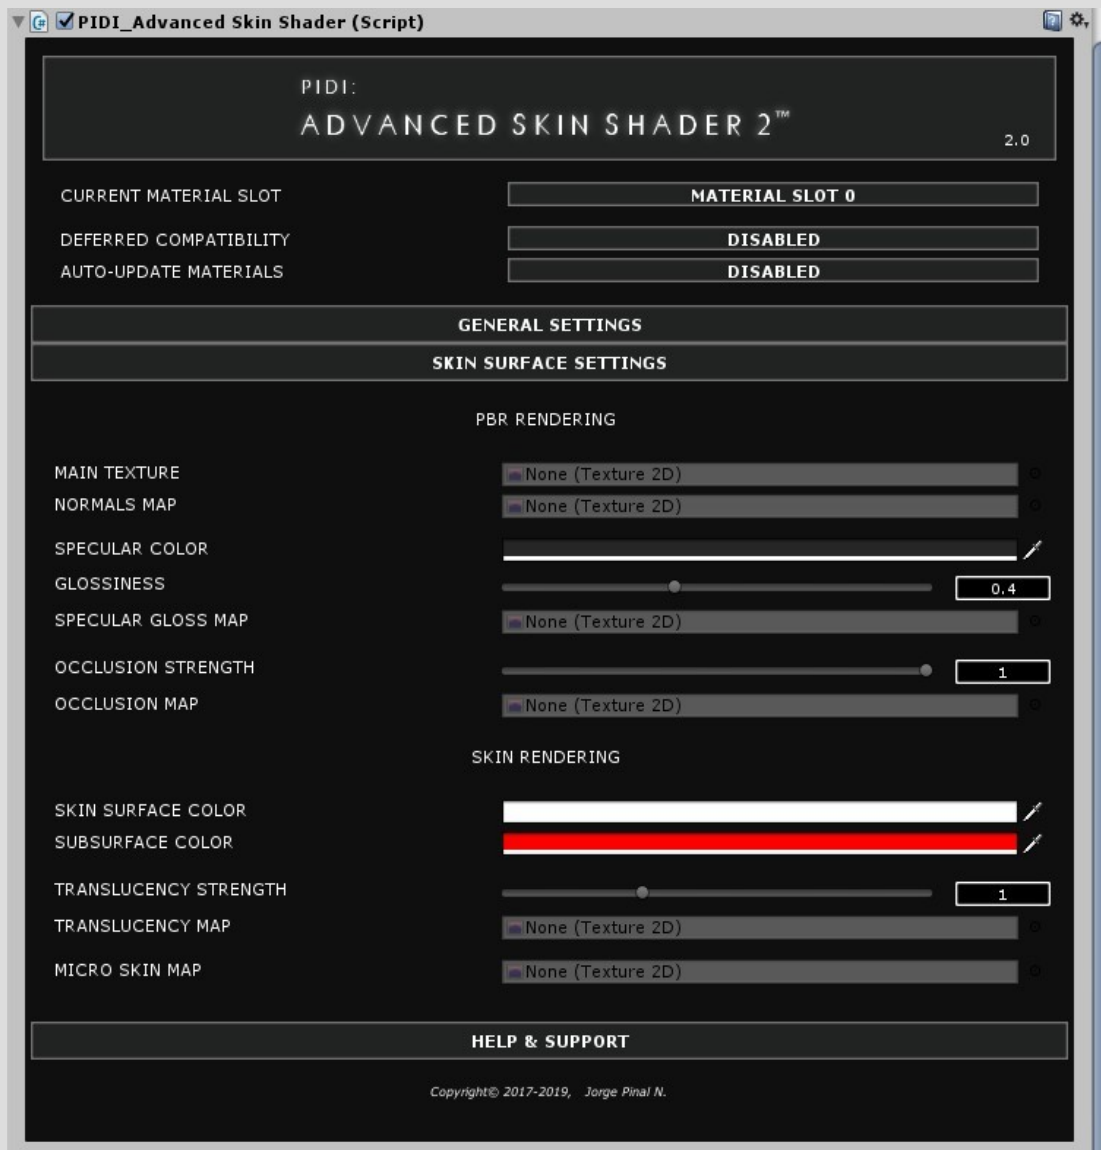 PIDI_Advanced Skin Shader (Script)
PIDI:
ADVANCED SKIN SHADER 2™
2.0
CURRENT MATERIAL SLOT MATERIAL SLOT 0
DEFERRED COMPATIBILITY DISABLED
AUTO-UPDATE MATERIALS DISABLED
GENERAL SETTINGS
SKIN SURFACE SETTINGS
PBR RENDERING
MAIN TEXTURE None (Texture 2D)
NORMALS MAP None (Texture 2D)
SPECULAR COLOR
GLOSSINESS 0.4
SPECULAR GLOSS MAP None (Texture 2D)
OCCLUSION STRENGTH 1
OCCLUSION MAP None (Texture 2D)
SKIN RENDERING
SKIN SURFACE COLOR
SUBSURFACE COLOR
TRANSLUCENCY STRENGTH 1
TRANSLUCENCY MAP None (Texture 2D)
MICRO SKIN MAP None (Texture 2D)
HELP & SUPPORT
Copyright© 2017-2019, Jorge Pinal N.